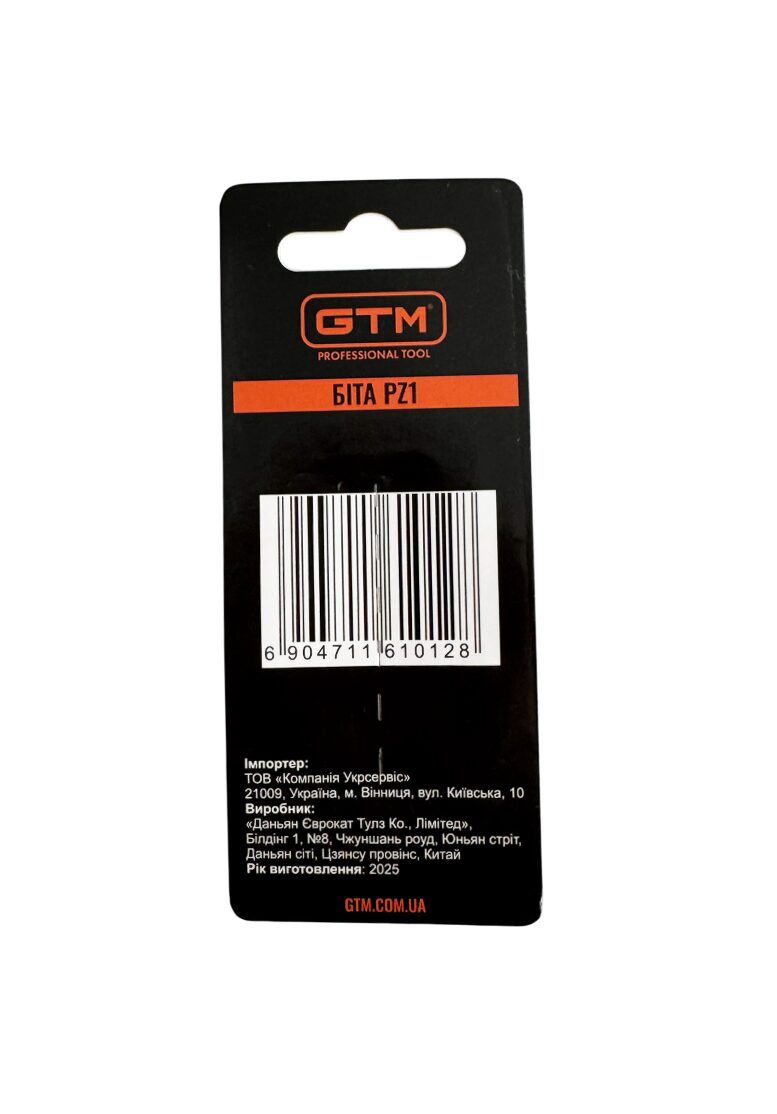 GTM®
PROFESSIONAL TOOL
БІТА PZ1
6 904711 610128
Імпортер:
ТОВ «Компанія Укрсервіс»
21009, Україна, м. Вінниця, вул. Київська, 10
Виробник:
«Даньян Єврокат Тулз Ко., Лімітед»,
Білдінг 1, №8, Чжуншань роуд, Юньян стріт,
Даньян сіті, Цзянсу провінс, Китай
Рік виготовлення: 2025
GTM.COM.UA